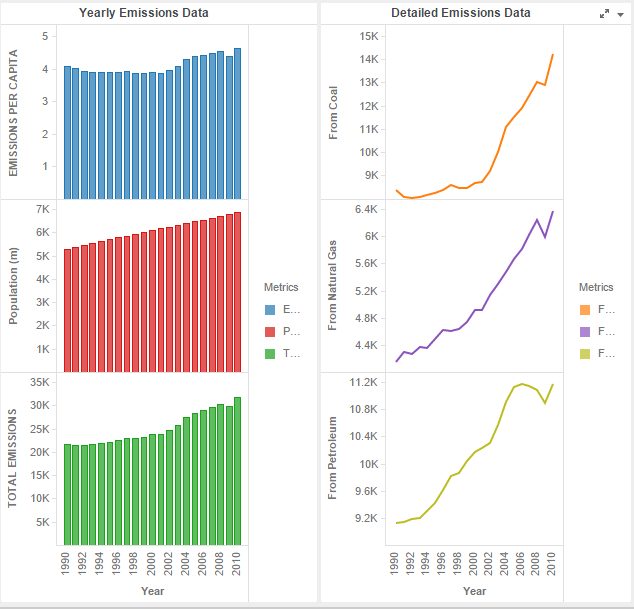 Yearly Emissions Data
EMISSIONS PER CAPITA
5
4
3
2
1
Population (m)
7K
6K
5K
4K
3K
2K
1K
TOTAL EMISSIONS
35K
30K
25K
20K
15K
10K
5K
1990 1992 1994 1996 1998 2000 2002 2004 2006 2008 2010
Year
Metrics
E...
P...
T...
Detailed Emissions Data
From Coal
15K
14K
13K
12K
11K
10K
9K
From Natural Gas
6.4K
6K
5.6K
5.2K
4.8K
4.4K
From Petroleum
11.2K
10.8K
10.4K
10K
9.6K
9.2K
1990 1992 1994 1996 1998 2000 2002 2004 2006 2008 2010
Year
Metrics
F...
F...
F...